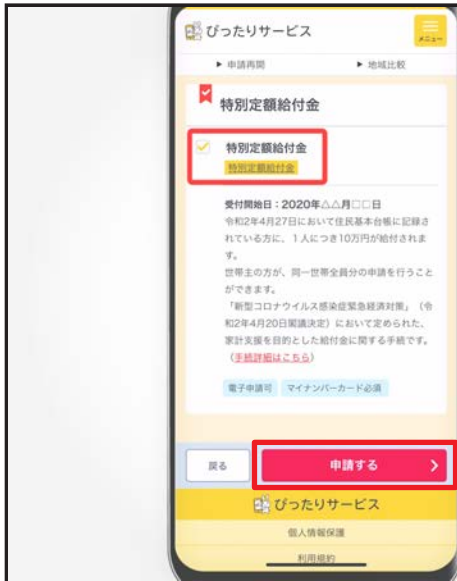 ぴったりサービス
メニュー
▶ 申請再開
▶ 地域比較
特別定額給付金
特別定額給付金
特別定額給付金
受付開始日：2020年△△月□□日
令和2年4月27日において住民基本台帳に記録さ
れている方に、1人につき10万円が給付されま
す。
世帯主の方が、同一世帯全員分の申請を行うこと
ができます。
「新型コロナウイルス感染症緊急経済対策」（令
和2年4月20日閣議決定）において定められた、
家計支援を目的とした給付金に関する手続です。
（手続詳細はこちら）
電子申請可 マイナンバーカード必須
戻る
申請する
ぴったりサービス
個人情報保護
利用規約